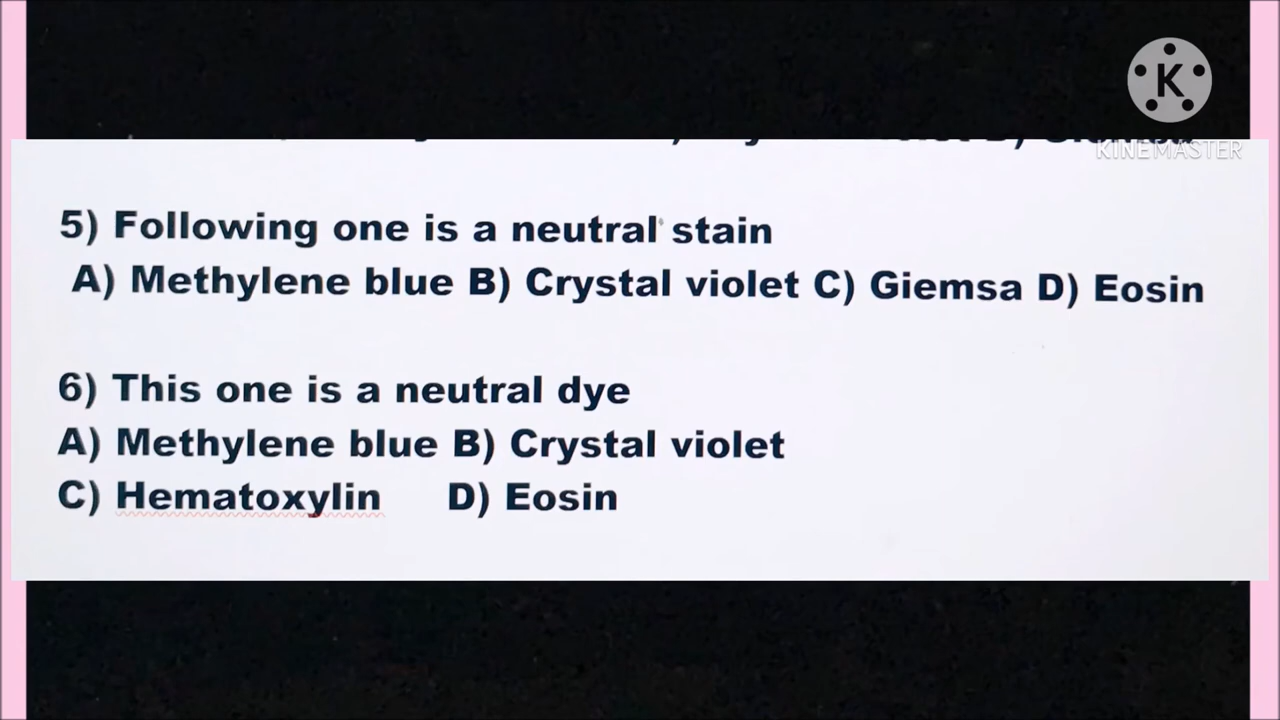 K
KINEMASTER
5) Following one is a neutral stain
A) Methylene blue B) Crystal violet C) Giemsa D) Eosin
6) This one is a neutral dye
A) Methylene blue B) Crystal violet
C) Hematoxylin D) Eosin